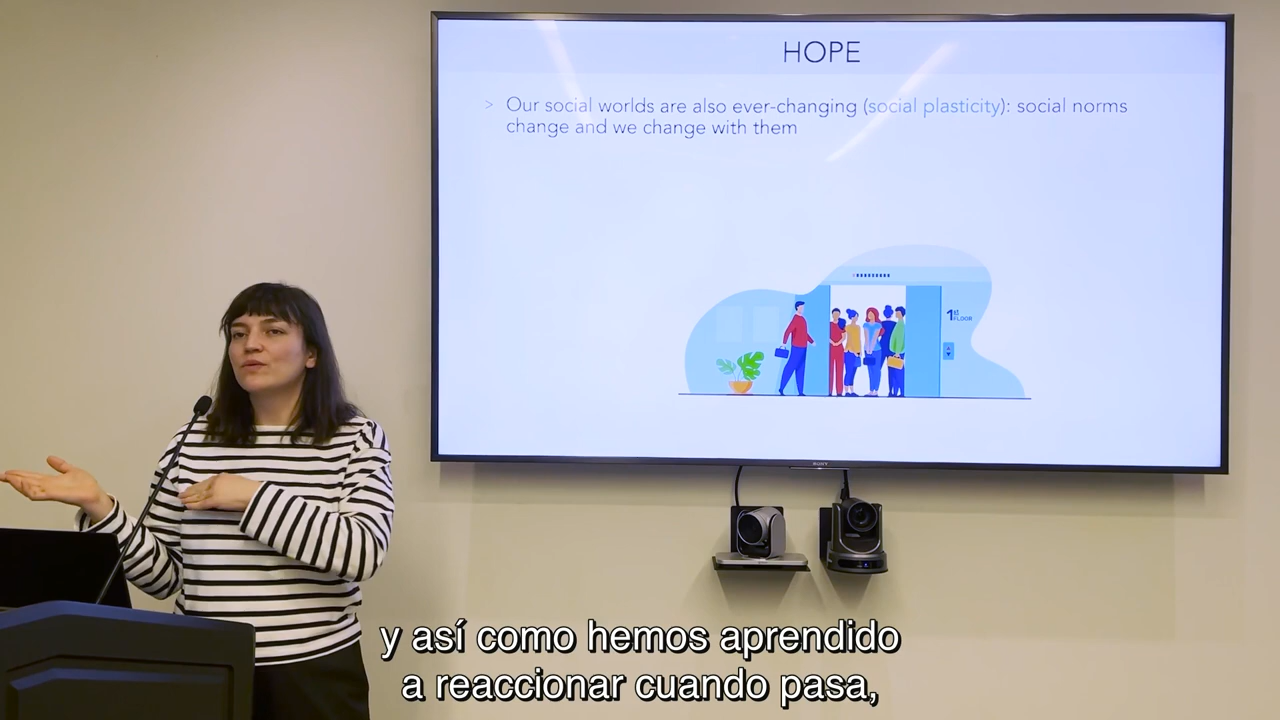 HOPE
> Our social worlds are also ever-changing (social plasticity): social norms
change and we change with them
1st
FLOOR
SONY
y así como hemos aprendido
a reaccionar cuando pasa,